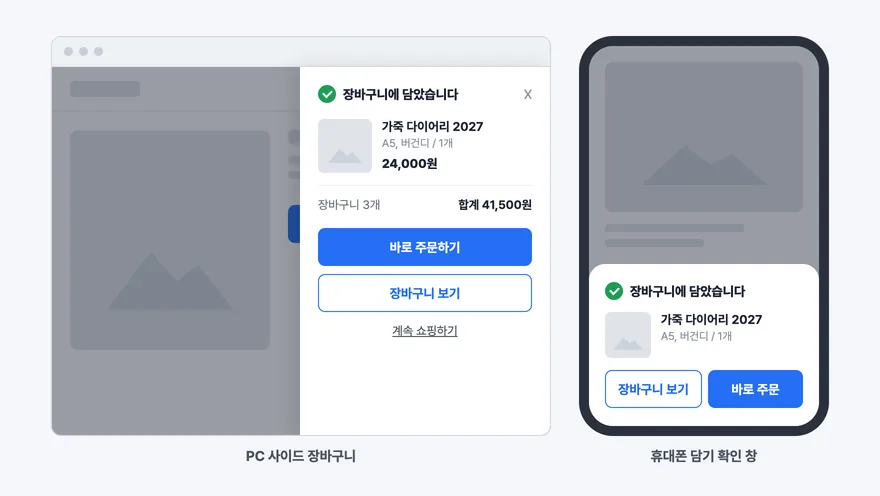 장바구니에 담았습니다 X
가죽 다이어리 2027
A5, 버건디 / 1개
24,000원
장바구니 3개 합계 41,500원
바로 주문하기
장바구니 보기
계속 쇼핑하기
PC 사이드 장바구니
장바구니에 담았습니다
가죽 다이어리 2027
A5, 버건디 / 1개
장바구니 보기 바로 주문
휴대폰 담기 확인 창